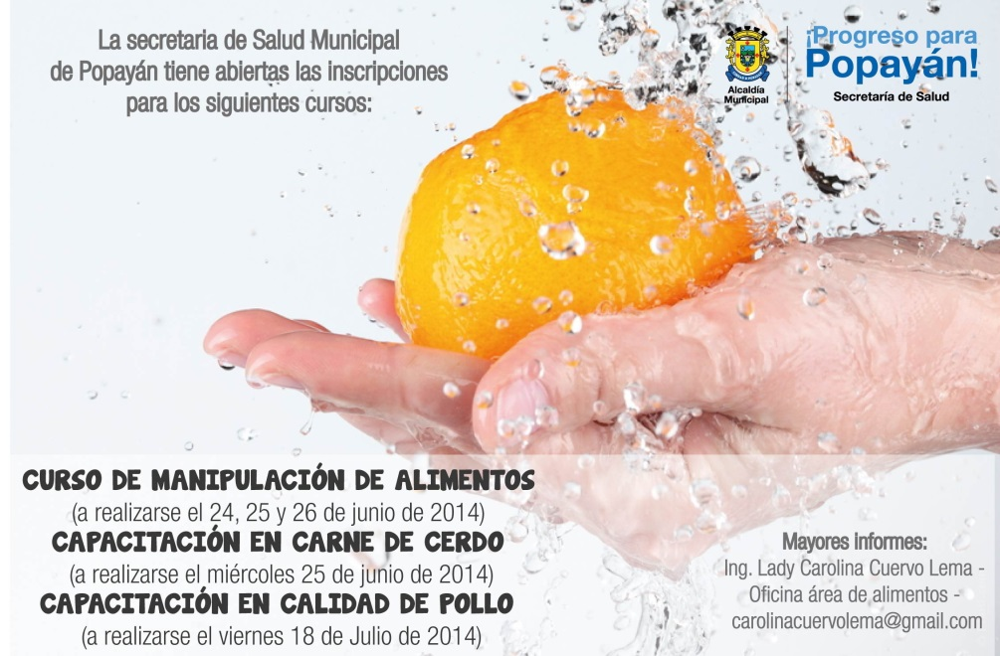 La secretaria de Salud Municipal
de Popayán tiene abiertas las inscripciones
para los siguientes cursos:
Alcaldía
Municipal
¡Progreso para
Popayán!
Secretaría de Salud
CURSO DE MANIPULACIÓN DE ALIMENTOS
(a realizarse el 24, 25 y 26 de junio de 2014)
CAPACITACIÓN EN CARNE DE CERDO
(a realizarse el miércoles 25 de junio de 2014)
CAPACITACIÓN EN CALIDAD DE POLLO
(a realizarse el viernes 18 de Julio de 2014)
Mayores informes:
Ing. Lady Carolina Cuervo Lema -
Oficina área de alimentos -
carolinacuervolema@gmail.com